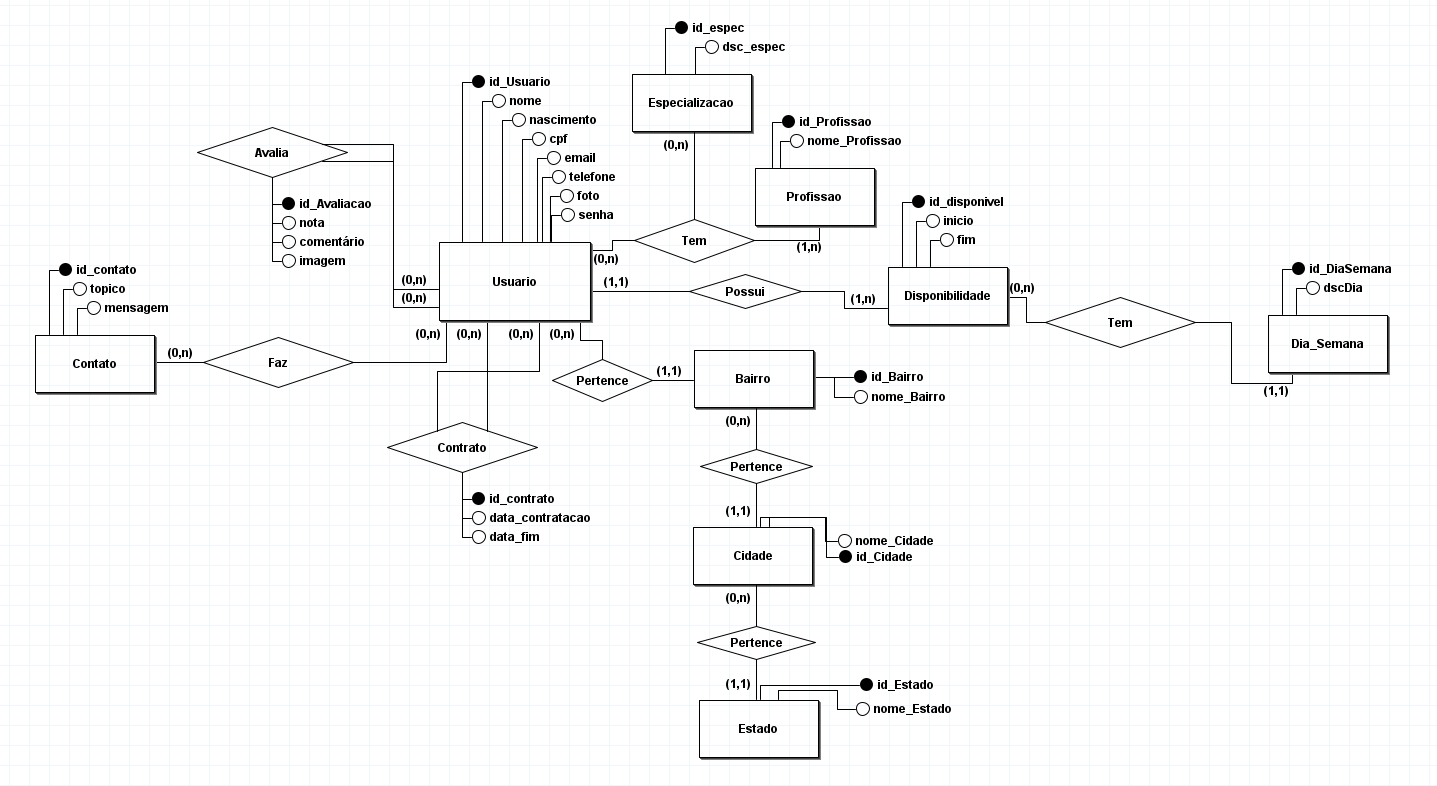 id_espec
dsc_espec
Especializacao
(0,n)
id_Usuario
nome
nascimento
cpf
email
telefone
foto
senha
Usuario
id_Profissao
nome_Profissao
Profissao
(1,n)
Tem
(0,n)
Avalia
id_Avaliacao
nota
comentário
imagem
(0,n)
(0,n)
id_contato
topico
mensagem
Contato
(0,n)
Faz
(0,n)
(0,n)
(0,n)
(0,n)
(1,1)
Possui
(1,n)
id_disponivel
inicio
fim
Disponibilidade
(0,n)
Tem
id_DiaSemana
dscDia
Dia_Semana
(1,1)
Pertence
(1,1)
Bairro
id_Bairro
nome_Bairro
(0,n)
Contrato
id_contrato
data_contratacao
data_fim
Pertence
(1,1)
Cidade
nome_Cidade
id_Cidade
(0,n)
Pertence
(1,1)
id_Estado
nome_Estado
Estado